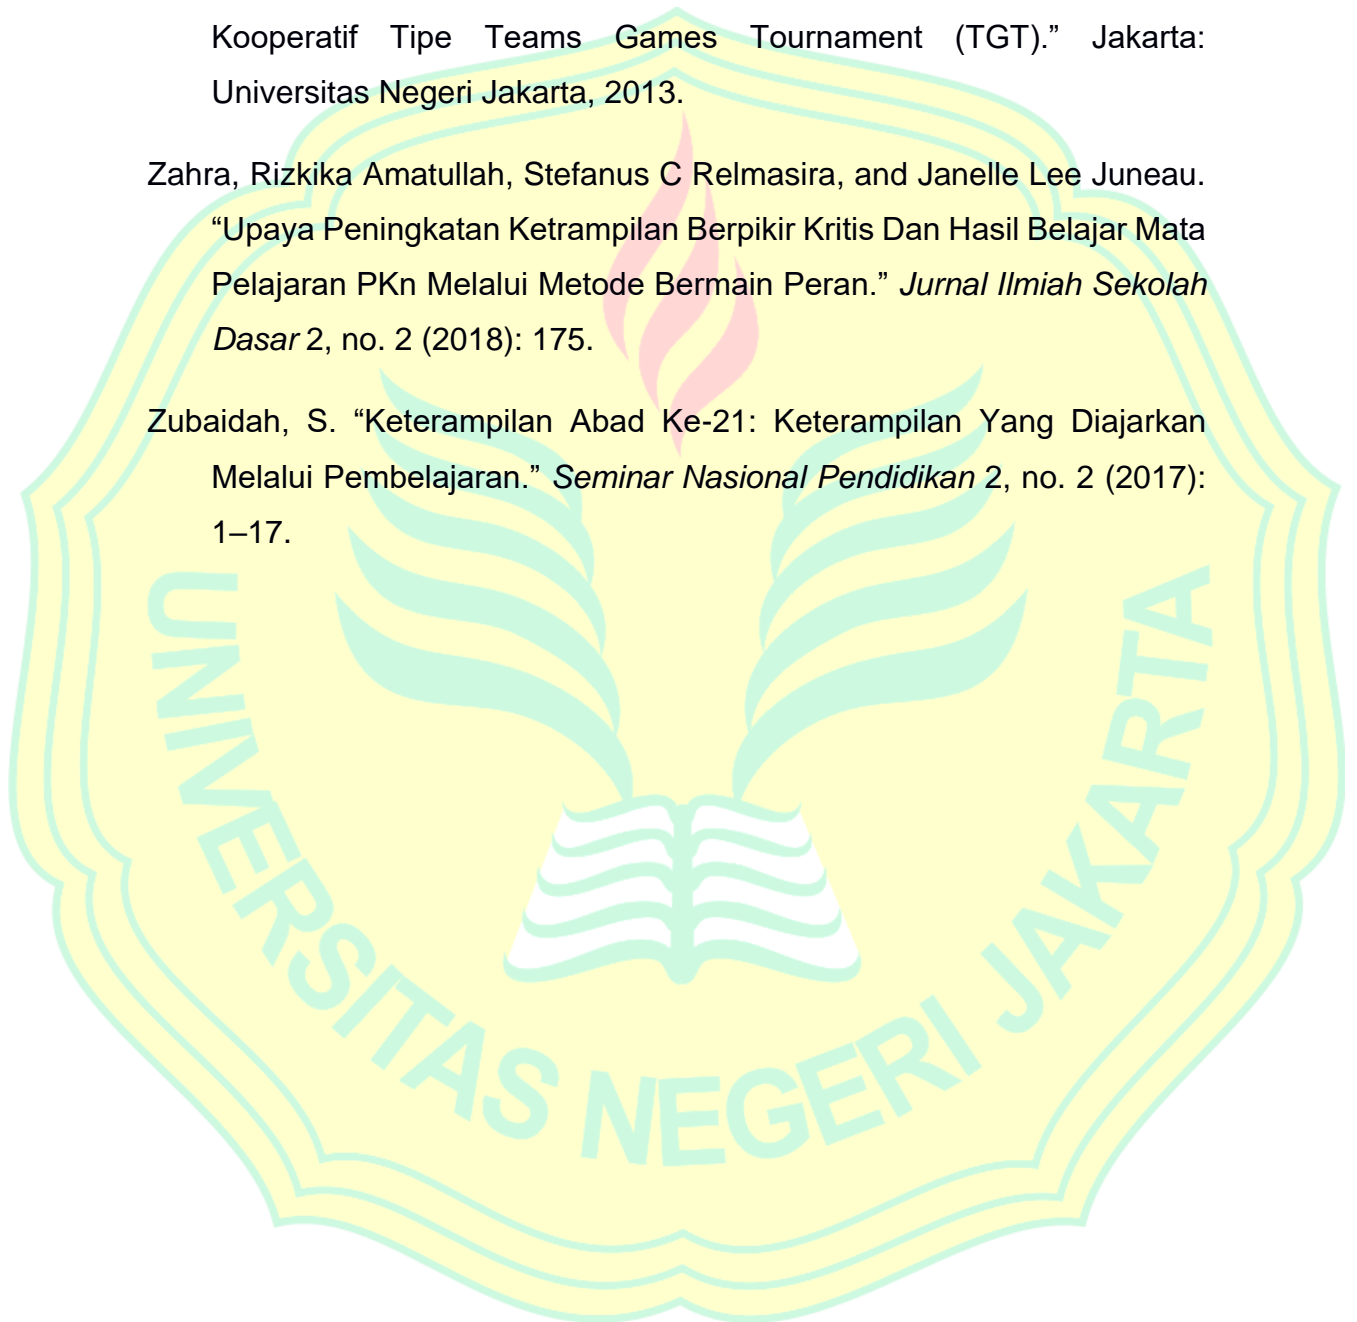 Kooperatif Tipe Teams Games Tournament (TGT).” Jakarta:
Universitas Negeri Jakarta, 2013.
Zahra, Rizkika Amatullah, Stefanus C Relmasira, and Janelle Lee Juneau.
“Upaya Peningkatan Ketrampilan Berpikir Kritis Dan Hasil Belajar Mata
Pelajaran PKn Melalui Metode Bermain Peran.” Jurnal Ilmiah Sekolah
Dasar 2, no. 2 (2018): 175.
Zubaidah, S. “Keterampilan Abad Ke-21: Keterampilan Yang Diajarkan
Melalui Pembelajaran.” Seminar Nasional Pendidikan 2, no. 2 (2017):
1–17.
UNIVERSITAS NEGERI JAKARTA